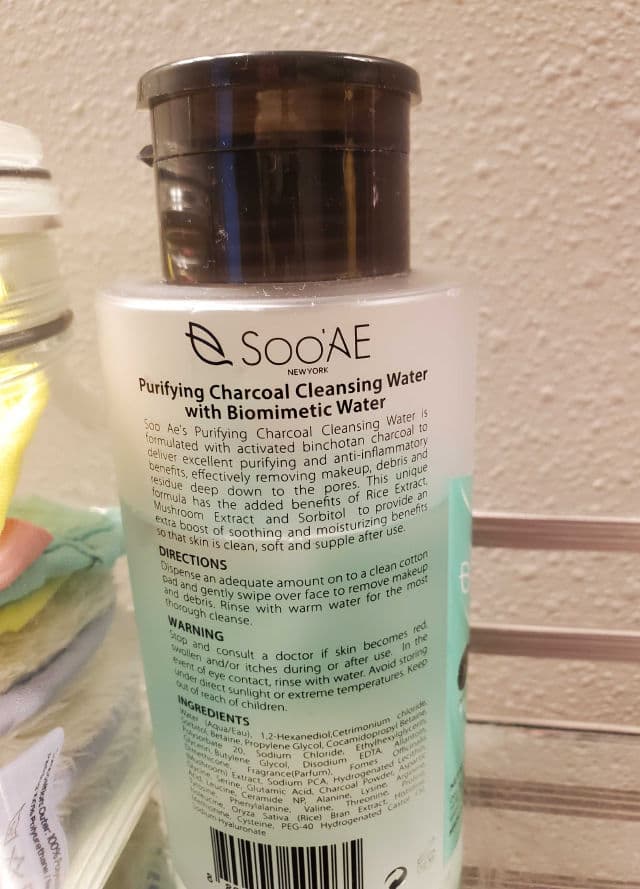 SOO'AE
NEW YORK
Purifying Charcoal Cleansing Water
with Biomimetic Water
Soo Ae's Purifying Charcoal Cleansing Water is
formulated with activated binchotan charcoal to
deliver excellent purifying and anti-inflammatory
benefits, effectively removing makeup, debris and
residue deep down to the pores. This unique
formula has the added benefits of Rice Extract,
Mushroom Extract and Sorbitol to provide an
extra boost of soothing and moisturizing benefits
so that skin is clean, soft and supple after use.
DIRECTIONS
Dispense an adequate amount on to a clean cotton
pad and gently swipe over face to remove makeup
and debris. Rinse with warm water for the most
thorough cleanse.
WARNING
Stop and consult a doctor if skin becomes red,
swollen and/or itches during or after use. In the
event of eye contact, rinse with water. Avoid storing
under direct sunlight or extreme temperatures. Keep
out of reach of children.
INGREDIENTS
Water (Aqua/Eau), 1,2-Hexanediol,Cetrimonium chloride,
Sorbitol, Betaine, Propylene Glycol, Cocamidopropyl Betaine,
Polysorbate 20, Sodium Chloride, Ethylhexylglycerin,
Glycerin, Butylene Glycol, Disodium EDTA, Allantoin,
Fragrance(Parfum), Fomes Officinalis
(Mushroom) Extract, Sodium PCA, Hydrogenated Lecithin,
Serine, Glutamic Acid, Charcoal Powder, Aspartic
Acid, Leucine, Ceramide NP, Alanine, Lysine, Arginine,
Phenylalanine, Valine, Threonine,
Oryza Sativa (Rice) Bran Extract,
Cysteine, PEG-40 Hydrogenated Castor Oil,
Sodium Hyaluronate